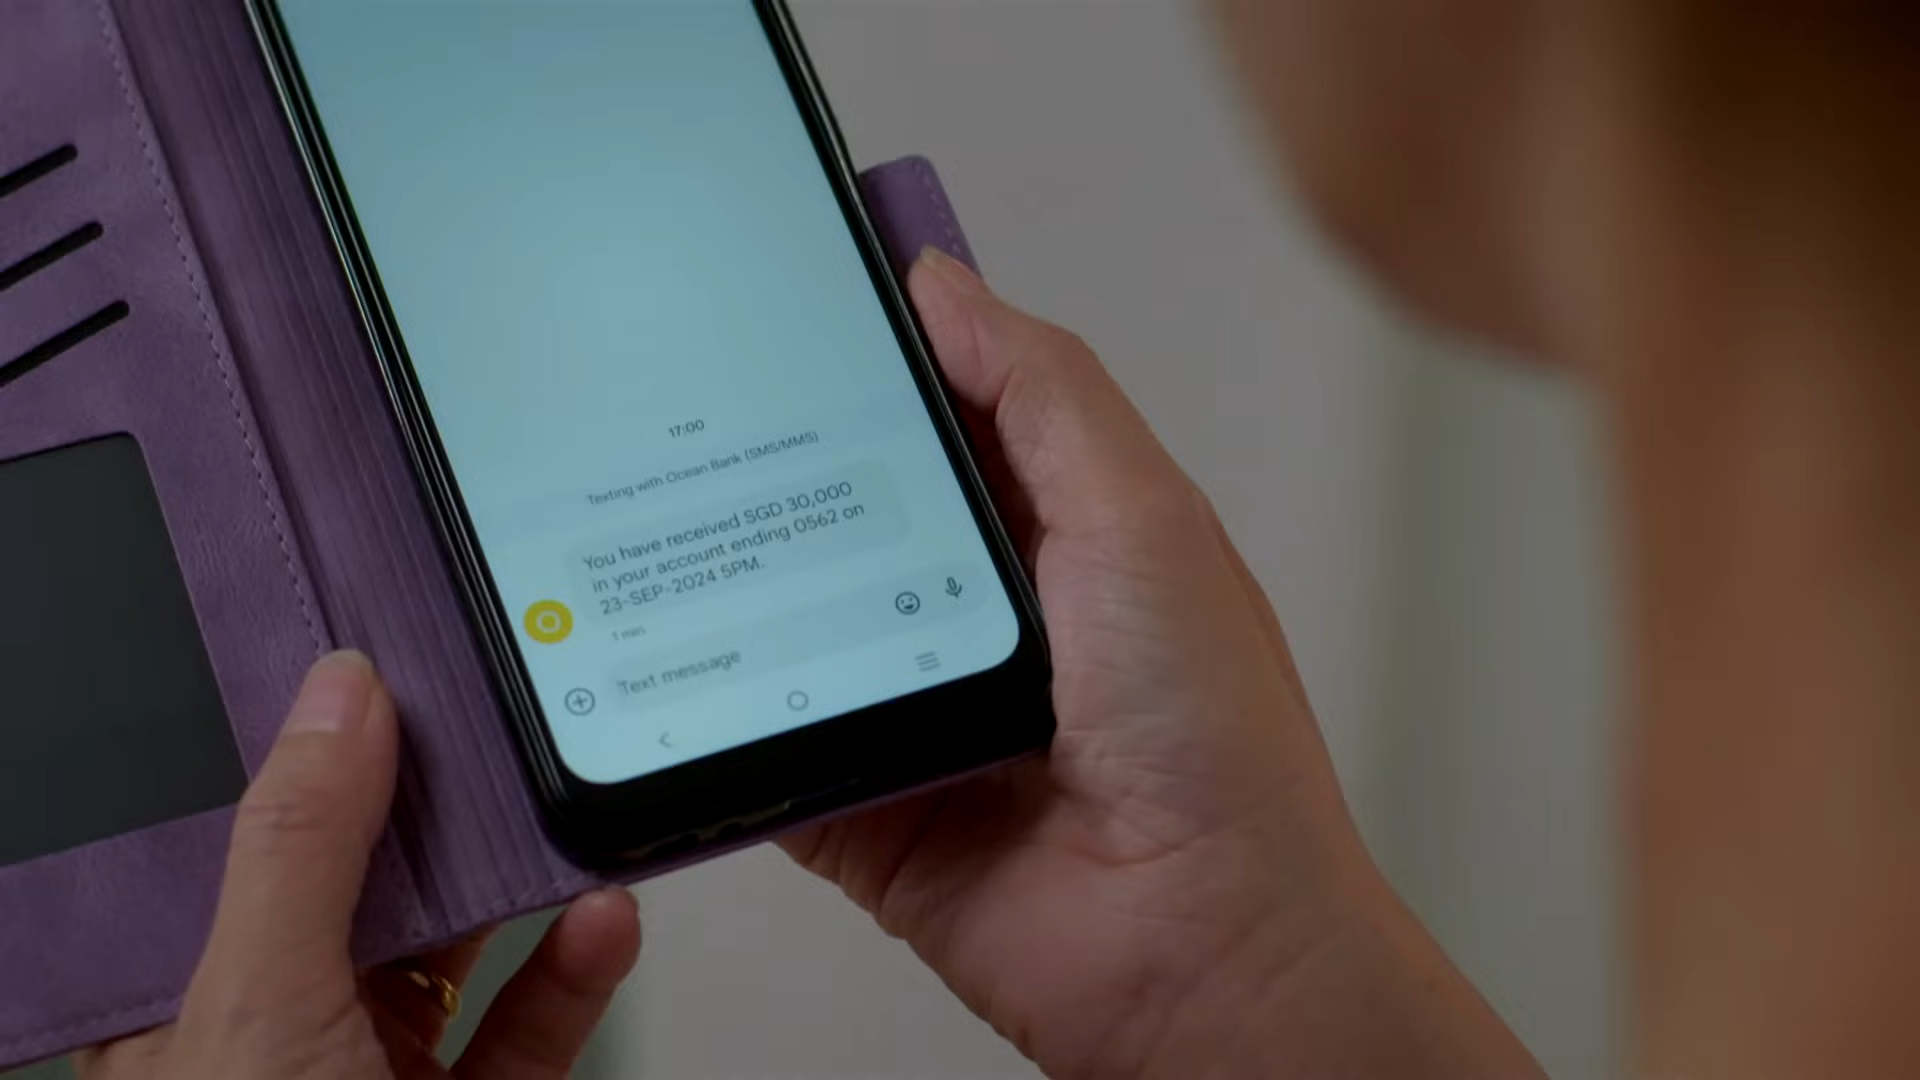 17:00
Texting with Ocean Bank (SMS/MMS)
You have received SGD 30,000
in your account ending 0562 on
23-SEP-2024 5PM.
1 min
Text message